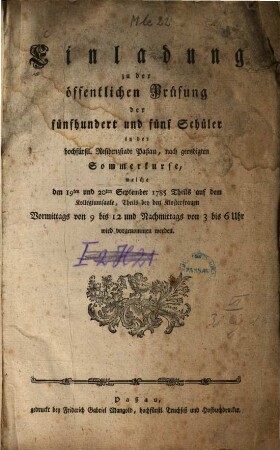 Einladung
zu der
öffentlichen Prüfung
der
fünfhundert und fünf Schüler
in der
hochfürstl. Residenzstadt Paßau, nach geendigten
Sommerkurse,
welche
den 19ten und 20ten September 1785 Theils auf dem
Kollegiumsaale, Theils bey den Klosterfrauen
Vormittags von 9 bis 12 und Nachmittags von 3 bis 6 Uhr
wird vorgenommen werden.
Paßau,
gedruckt bey Friderich Gabriel Mangold, hochfürstl. Truchseß und Hofbuchdrucker.